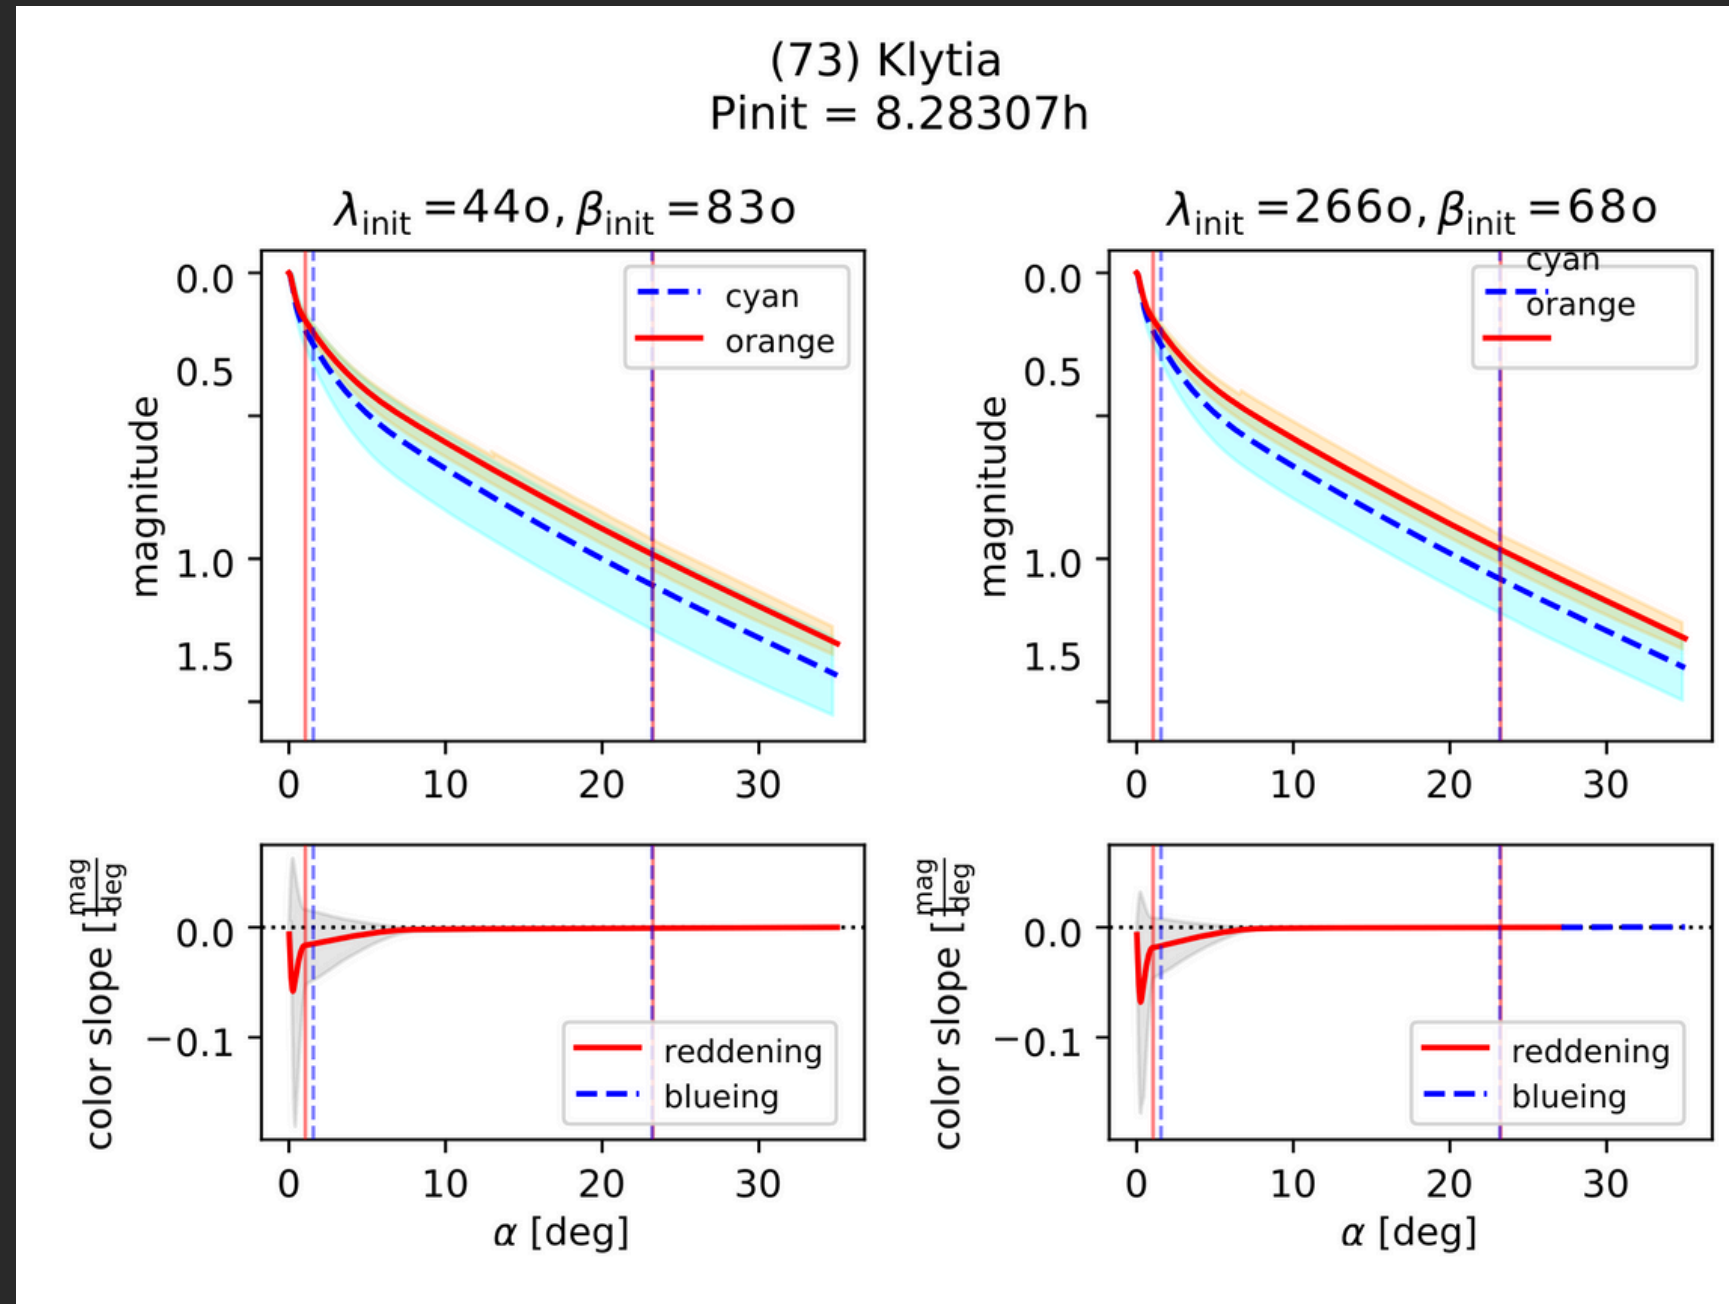 (73) Klytia
Pinit = 8.28307h
λinit =44o, βinit =83o
0.0
0.5
1.0
1.5
magnitude
cyan
orange
0 10 20 30
λinit =266o, βinit =68o
0.0
0.5
1.0
1.5
magnitude
cyan
orange
0 10 20 30
0.0
−0.1
color slope [mag/deg]
reddening
blueing
0 10 20 30
α [deg]
0.0
−0.1
color slope [mag/deg]
reddening
blueing
0 10 20 30
α [deg]